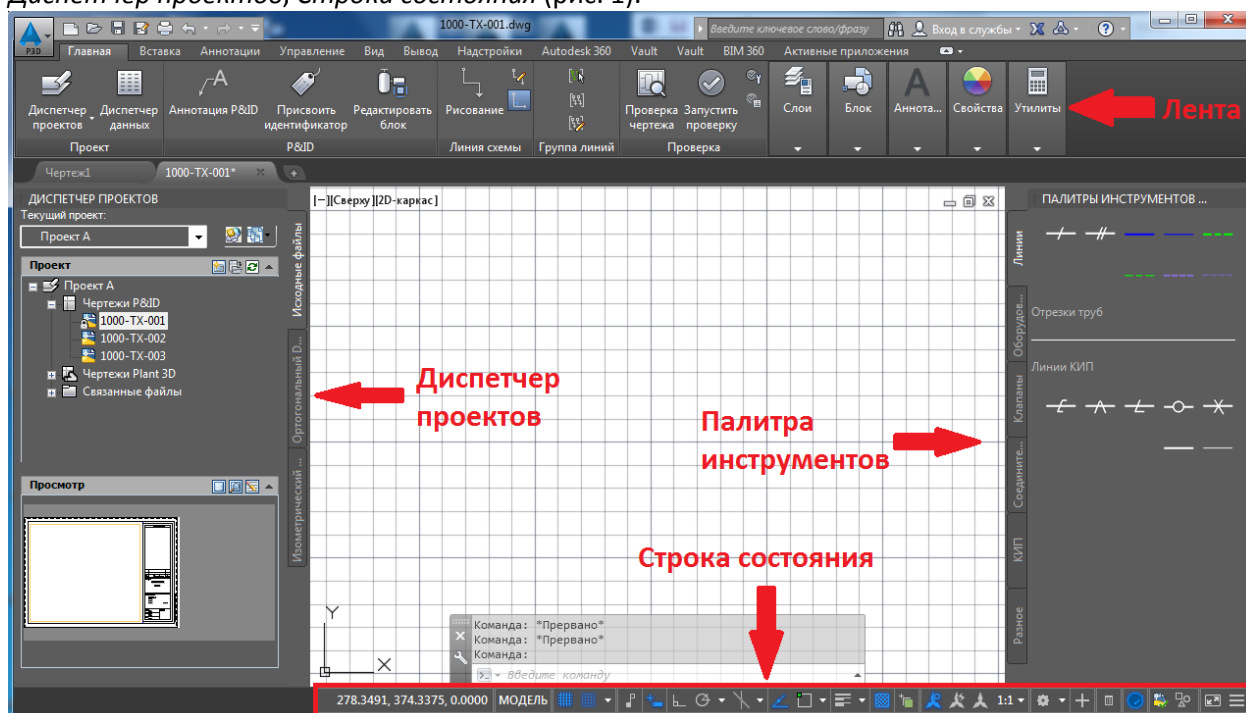 Диспетчер проектов, Строка состояния (рис. 1).
1000-TX-001.dwg
Введите ключевое слово/фразу
Вход в службы
P3D
Главная Вставка Аннотации Управление Вид Вывод Надстройки Autodesk 360 Vault Vault BIM 360 Активные приложения
Диспетчер проектов
Диспетчер данных
Аннотация P&ID
Присвоить идентификатор
Редактировать блок
Рисование
Проверка чертежа
Запустить проверку
Слои
Блок
Аннота...
Свойства
Утилиты
Лента
Проект
P&ID
Линия схемы
Группа линий
Проверка
Чертеж1
1000-TX-001*
ДИСПЕТЧЕР ПРОЕКТОВ
Текущий проект:
Проект A
Проект
Проект A
Чертежи P&ID
1000-TX-001
1000-TX-002
1000-TX-003
Чертежи Plant 3D
Связанные файлы
Просмотр
Исходные файлы
Ортогональный D...
Изометрический ...
[−][Сверху][2D-каркас]
Диспетчер
проектов
Палитра
инструментов
Строка состояния
Y
X
Команда: *Прервано*
Команда: *Прервано*
Команда:
Введите команду
ПАЛИТРЫ ИНСТРУМЕНТОВ ...
Линии
Оборудов...
Клапаны
Соедините...
КИП
Разное
Отрезки труб
Линии КИП
278.3491, 374.3375, 0.0000 МОДЕЛЬ
1:1